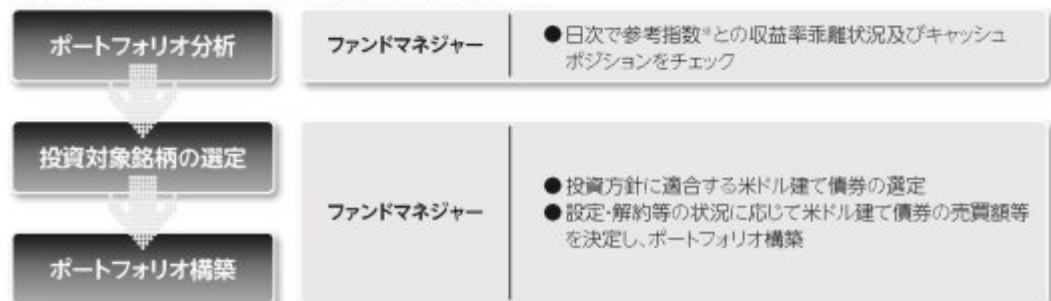 ポートフォリオ分析
ファンドマネジャー
●日次で参考指数※との収益率乖離状況及びキャッシュ
ポジションをチェック
投資対象銘柄の選定
ポートフォリオ構築
ファンドマネジャー
●投資方針に適合する米ドル建て債券の選定
●設定・解約等の状況に応じて米ドル建て債券の売買額等
を決定し、ポートフォリオ構築